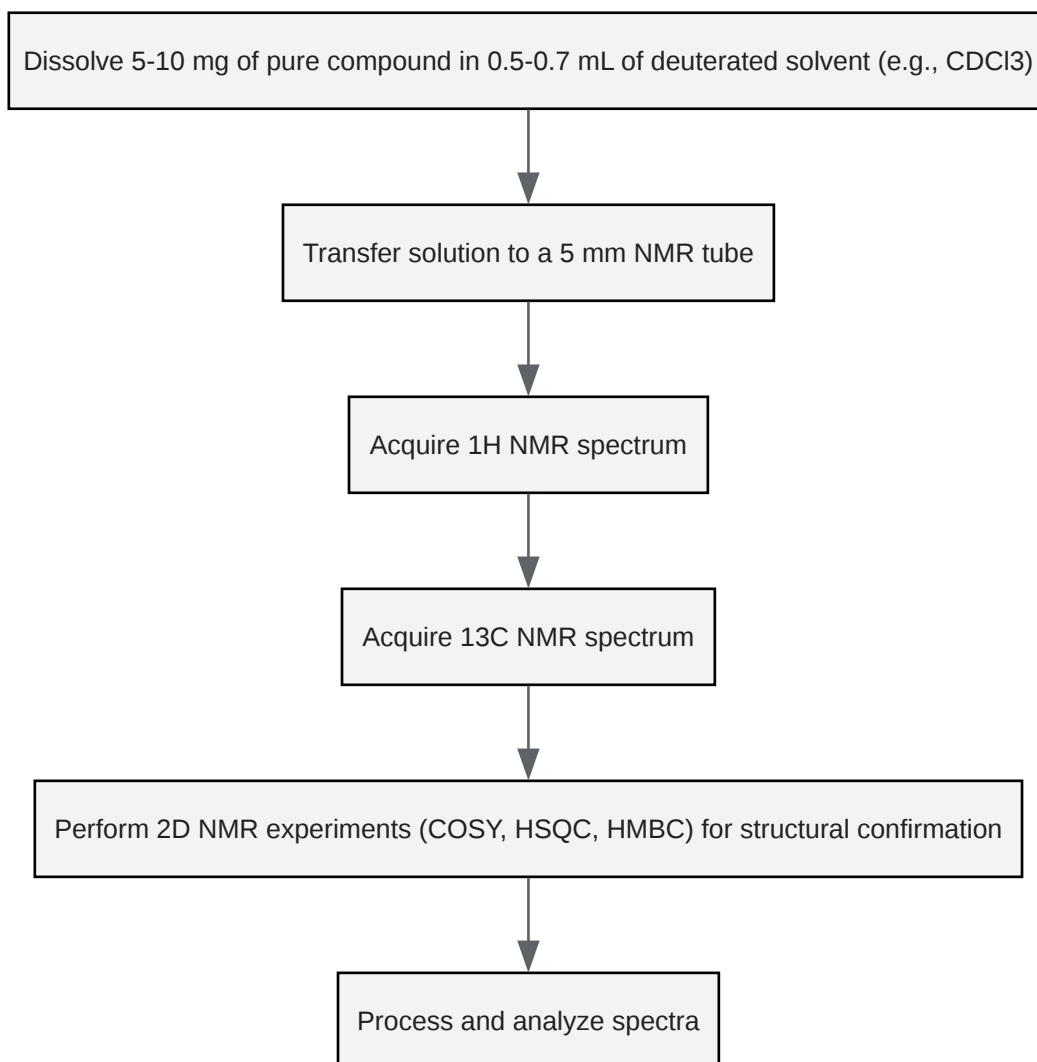 Dissolve 5-10 mg of pure compound in 0.5-0.7 mL of deuterated solvent (e.g., CDCl3)
Transfer solution to a 5 mm NMR tube
Acquire 1H NMR spectrum
Acquire 13C NMR spectrum
Perform 2D NMR experiments (COSY, HSQC, HMBC) for structural confirmation
Process and analyze spectra